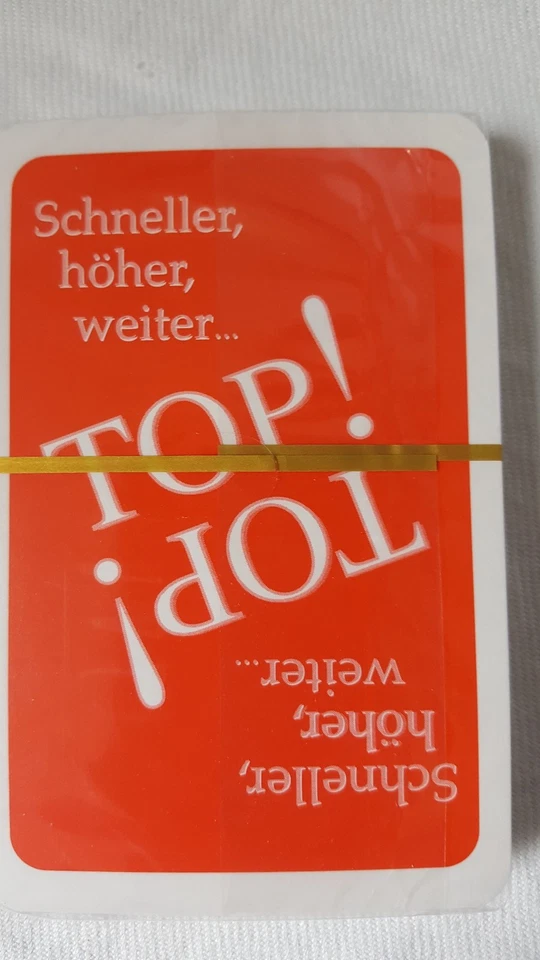 Schneller,
höher,
weiter...
TOP!
TOP!
weiter...
höher,
Schneller,